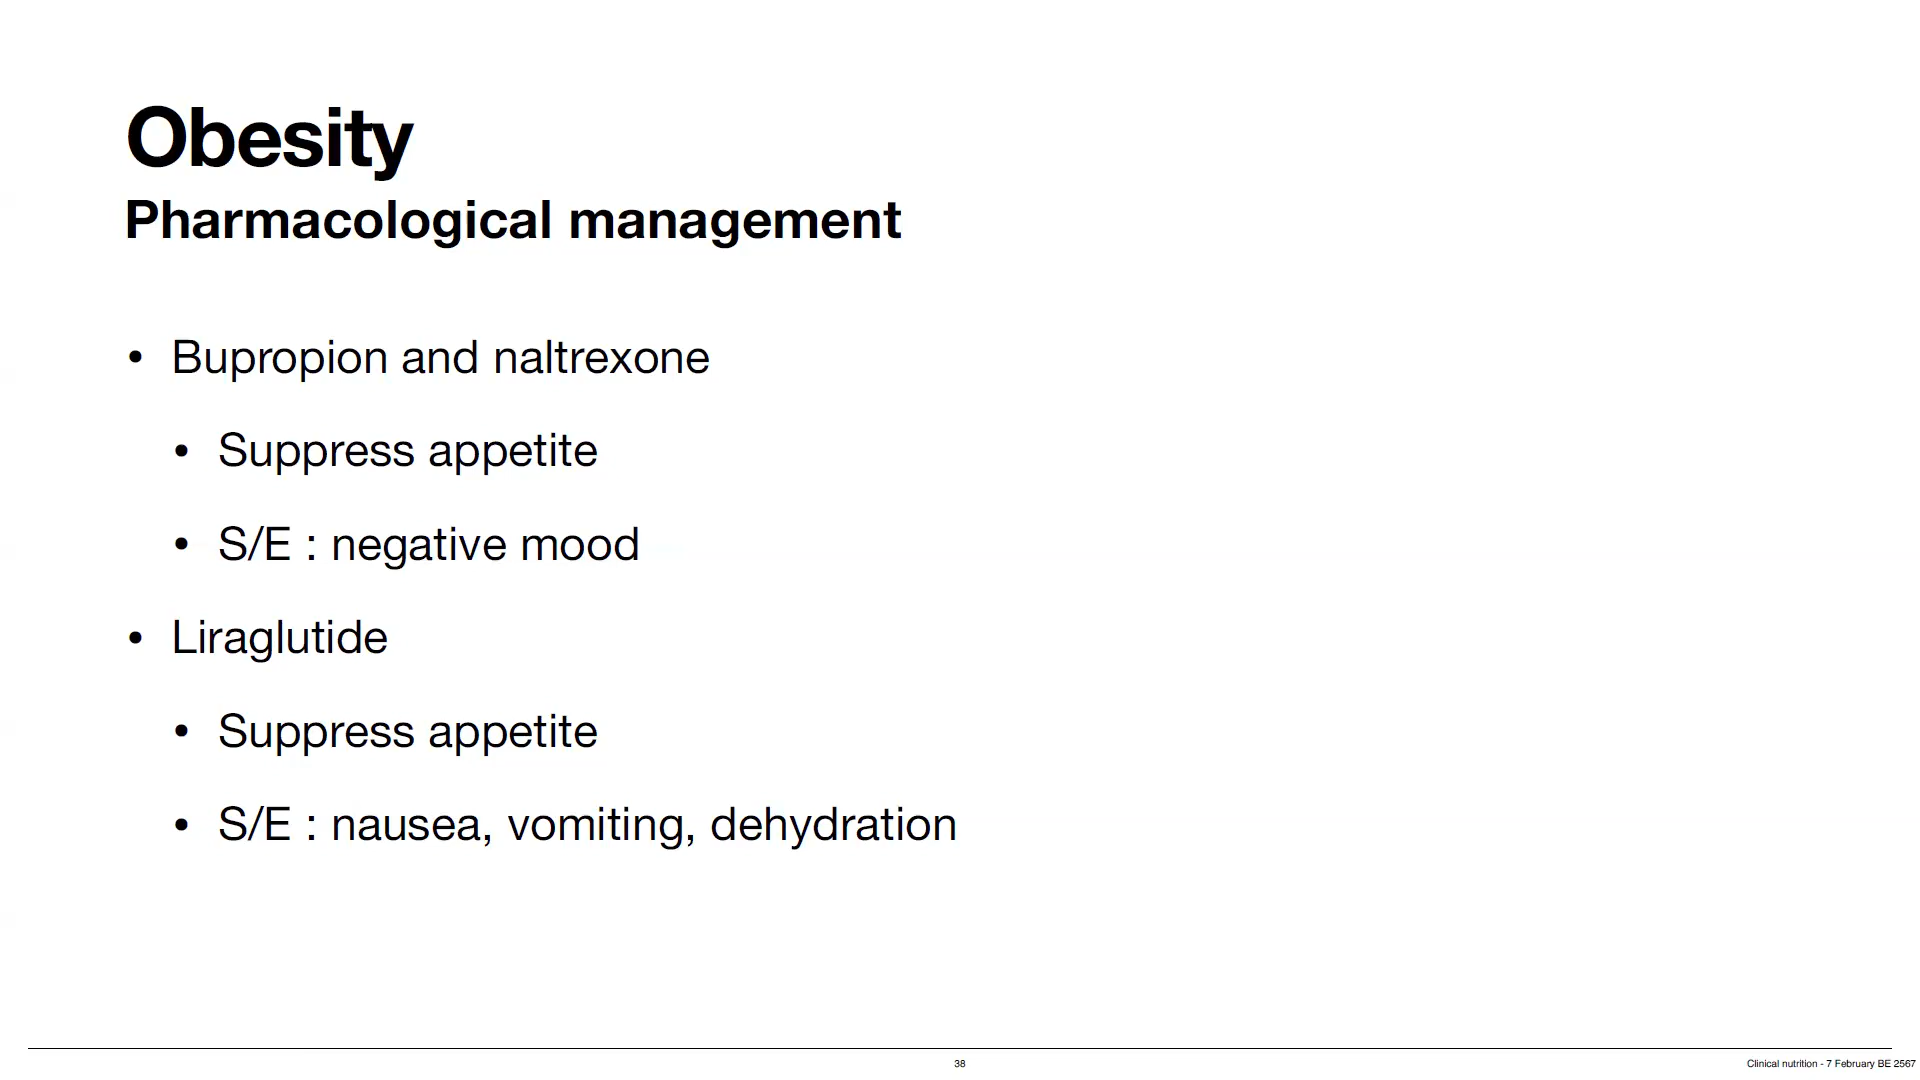 Obesity
Pharmacological management
• Bupropion and naltrexone
• Suppress appetite
• S/E : negative mood
• Liraglutide
• Suppress appetite
• S/E : nausea, vomiting, dehydration
38
Clinical nutrition - 7 February BE 2567